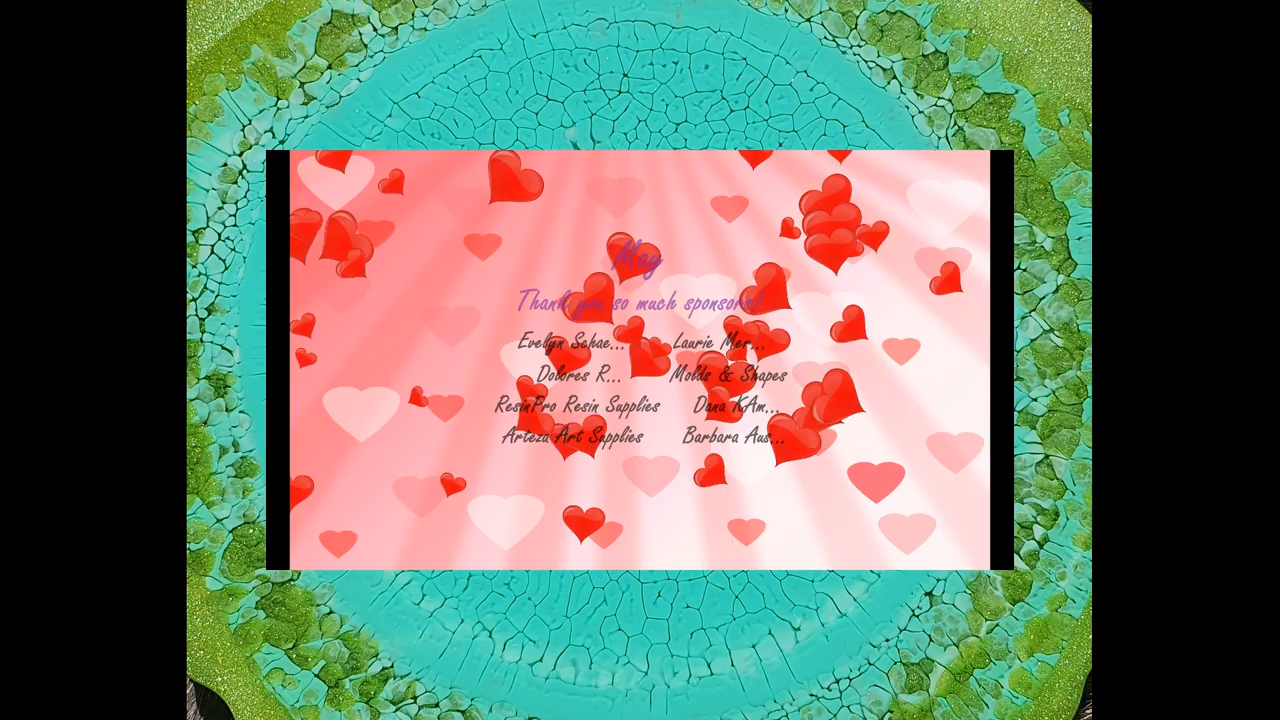 May
Thank you so much sponsors!
Evelyn Schae... Laurie Mer...
Dolores R... Molds & Shapes
ResinPro Resin Supplies Dana KAm...
Arteza Art Supplies Barbara Aus...